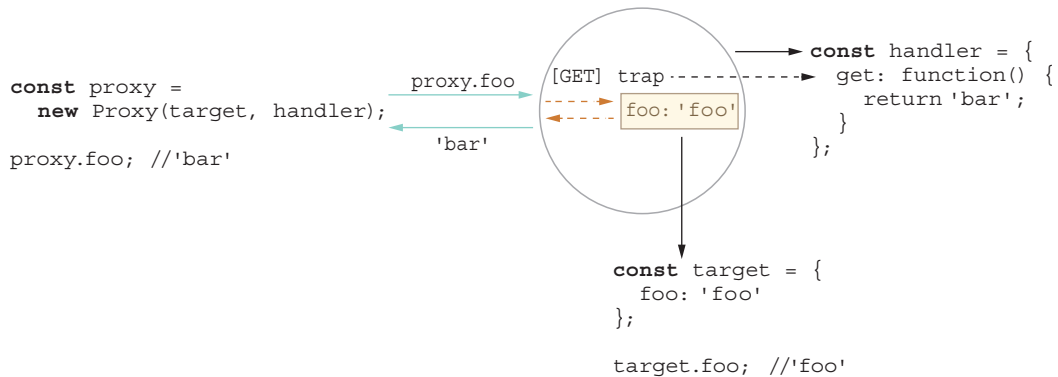 const proxy =
  new Proxy(target, handler);
proxy.foo; //'bar'
proxy.foo
'bar'
[GET] trap
foo: 'foo'
const handler = {
  get: function() {
    return 'bar';
  }
};
const target = {
  foo: 'foo'
};
target.foo; //'foo'